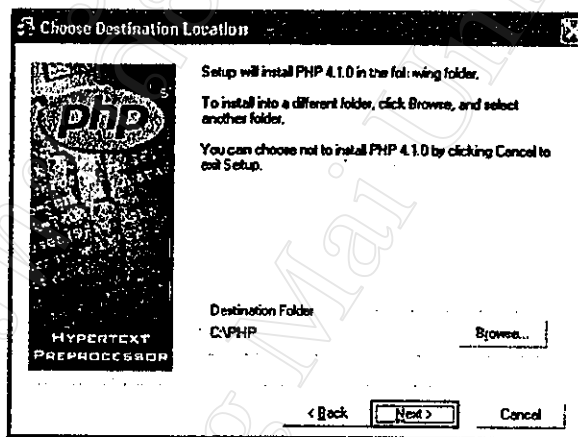 Choose Destination Location
Setup will install PHP 4.1.0 in the following folder.
To install into a different folder, click Browse, and select
another folder.
You can choose not to install PHP 4.1.0 by clicking Cancel to
exit Setup.
php
Destination Folder
C:\PHP
Browse...
HYPERTEXT
PREPROCESSOR
< Back
Next >
Cancel